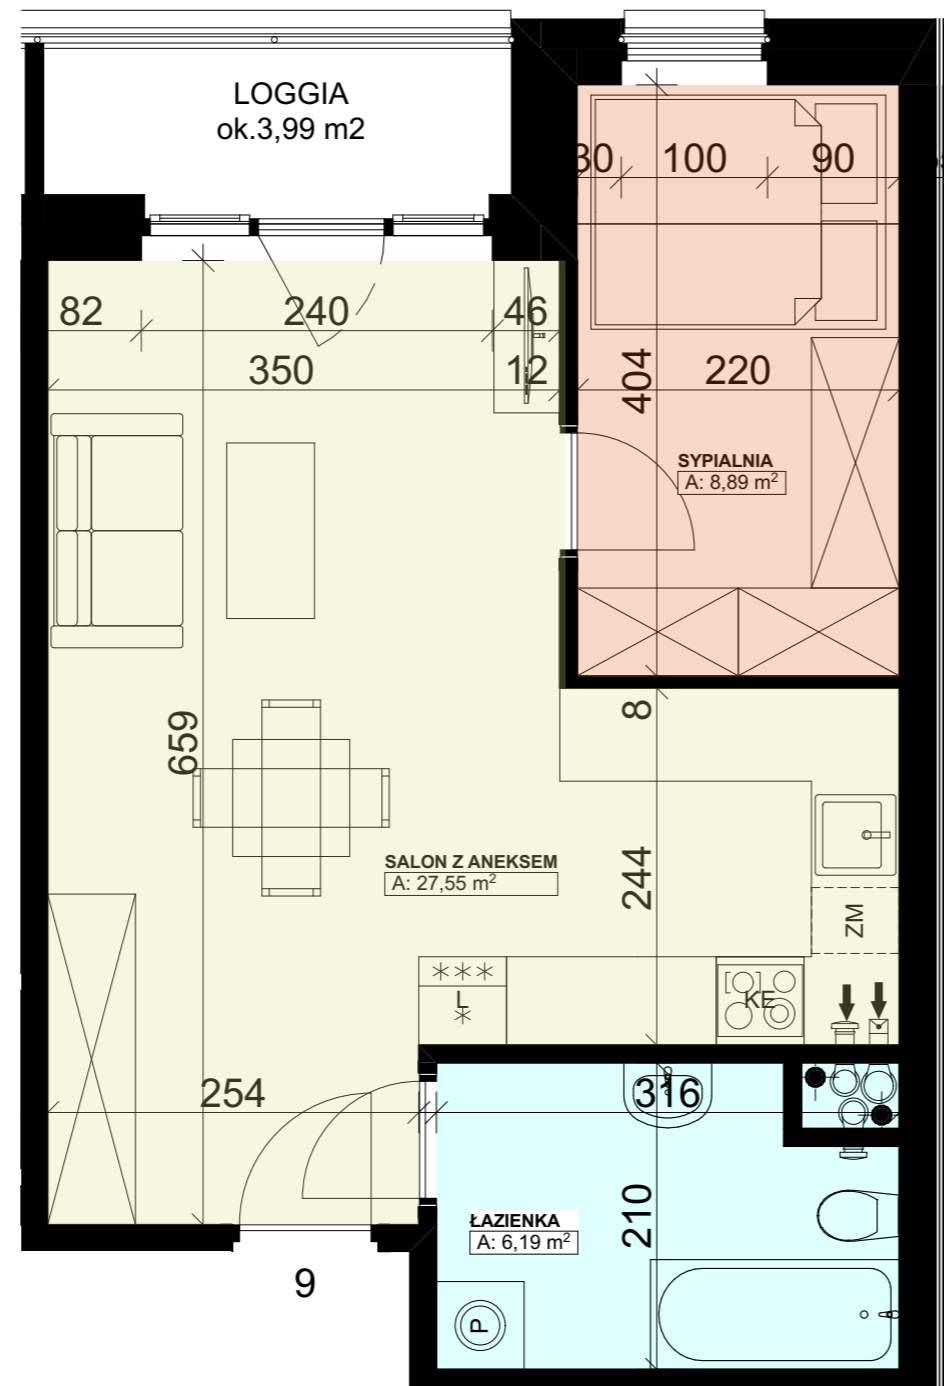 LOGGIA
ok.3,99 m2
30 100 90
82 240 46
350 12 404 220
SYPIALNIA
A: 8,89 m²
659
8
SALON Z ANEKSEM
A: 27,55 m²
244
ZM
***
L
*
KE
254 316
ŁAZIENKA
A: 6,19 m²
210
9
P